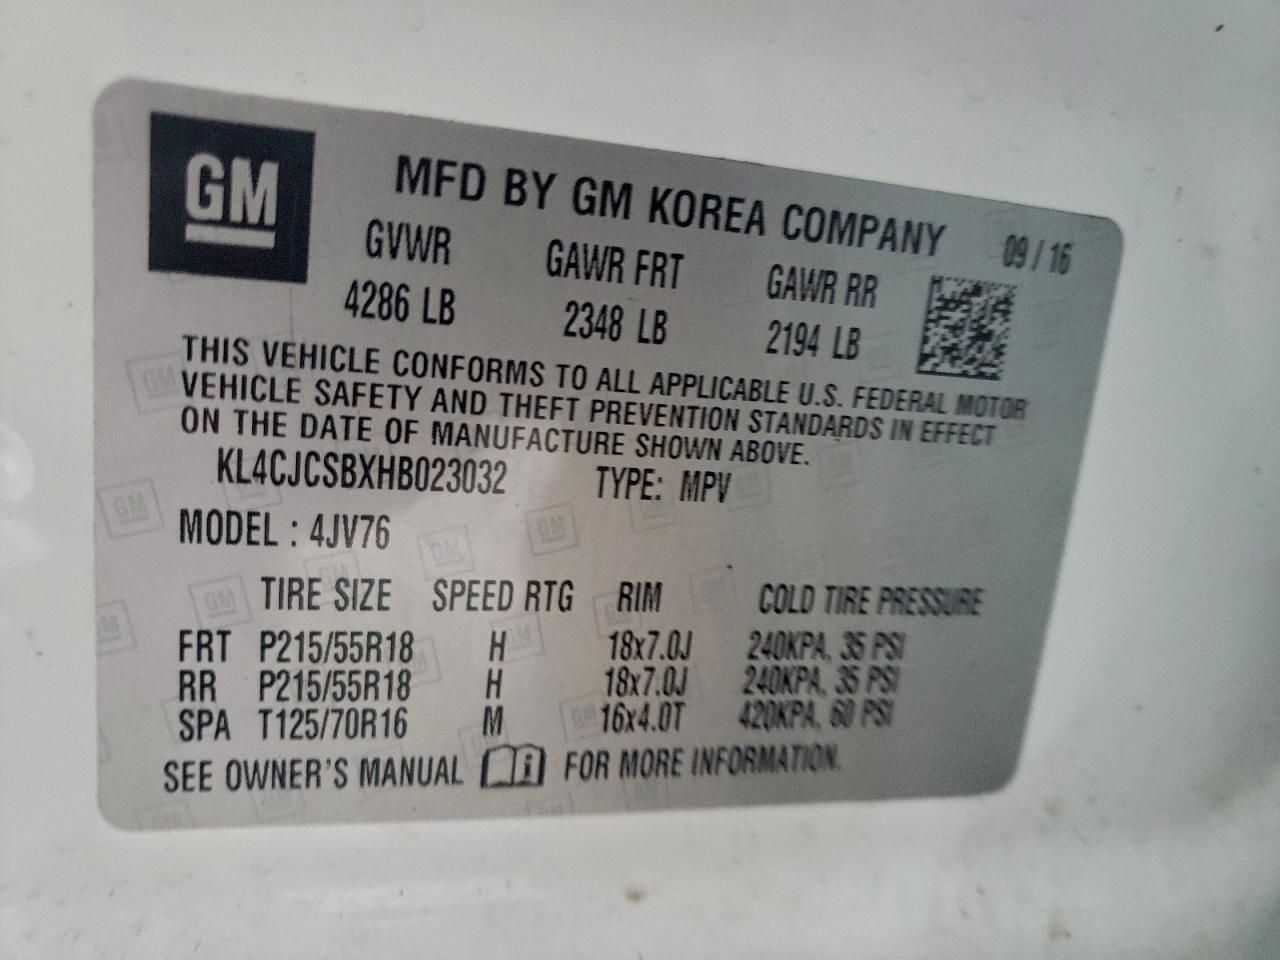 GM
MFD BY GM KOREA COMPANY 09 / 16
GVWR GAWR FRT GAWR RR
4286 LB 2348 LB 2194 LB
THIS VEHICLE CONFORMS TO ALL APPLICABLE U.S. FEDERAL MOTOR
VEHICLE SAFETY AND THEFT PREVENTION STANDARDS IN EFFECT
ON THE DATE OF MANUFACTURE SHOWN ABOVE.
KL4CJCSBXHB023032 TYPE: MPV
MODEL : 4JV76
TIRE SIZE SPEED RTG RIM COLD TIRE PRESSURE
FRT P215/55R18 H 18x7.0J 240KPA, 35 PSI
RR P215/55R18 H 18x7.0J 240KPA, 35 PSI
SPA T125/70R16 M 16x4.0T 420KPA, 60 PSI
SEE OWNER'S MANUAL i FOR MORE INFORMATION.